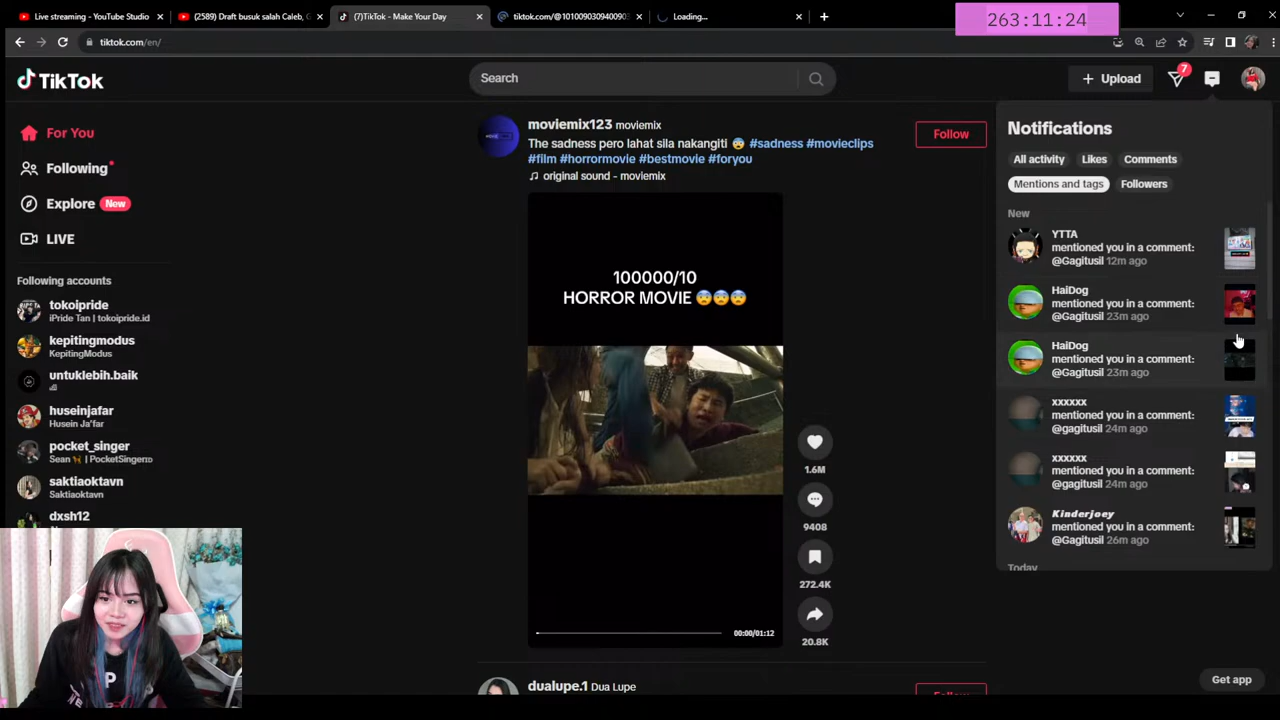 Live streaming - YouTube Studio
(2589) Draft busuk salah Caleb,
(7)TikTok - Make Your Day
tiktok.com/@1010090309400903
Loading...
263:11:24
tiktok.com/en/
TikTok
Search
Upload
7
For You
Following
Explore New
LIVE
Following accounts
tokoipride
iPride Tan | tokoipride.id
kepitingmodus
KepitingModus
untuklebih.baik
huseinjafar
Husein Ja'far
pocket_singer
Sean | PocketSinger
saktiaoktavn
Saktiaoktavn
dxsh12
moviemix123 moviemix
Follow
The sadness pero lahat sila nakangiti 😨 #sadness #movieclips
#film #horrormovie #bestmovie #foryou
♫ original sound - moviemix
100000/10
HORROR MOVIE 😨😨😨
1.6M
9408
272.4K
20.8K
00:00/01:12
dualupe.1 Dua Lupe
Notifications
All activity Likes Comments
Mentions and tags Followers
New
YTTA
mentioned you in a comment:
@Gagitusil 12m ago
HaiDog
mentioned you in a comment:
@Gagitusil 23m ago
HaiDog
mentioned you in a comment:
@Gagitusil 23m ago
xxxxxx
mentioned you in a comment:
@gagitusil 24m ago
xxxxxx
mentioned you in a comment:
@gagitusil 24m ago
Kinderjoey
mentioned you in a comment:
@Gagitusil 26m ago
Today
Get app